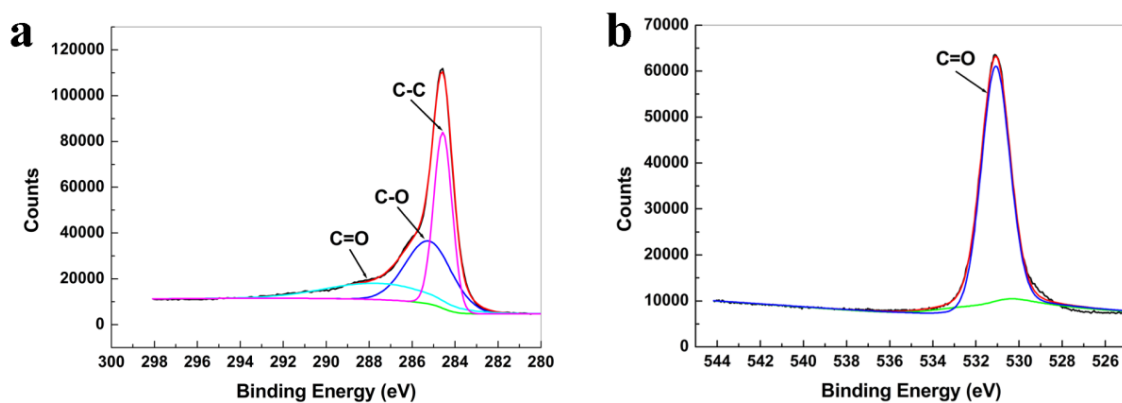 a
120000
100000
80000
60000
40000
20000
0
Counts
C-C
C-O
C=O
300 298 296 294 292 290 288 286 284 282 280
Binding Energy (eV)
b
70000
60000
50000
40000
30000
20000
10000
0
Counts
C=O
544 542 540 538 536 534 532 530 528 526
Binding Energy (eV)